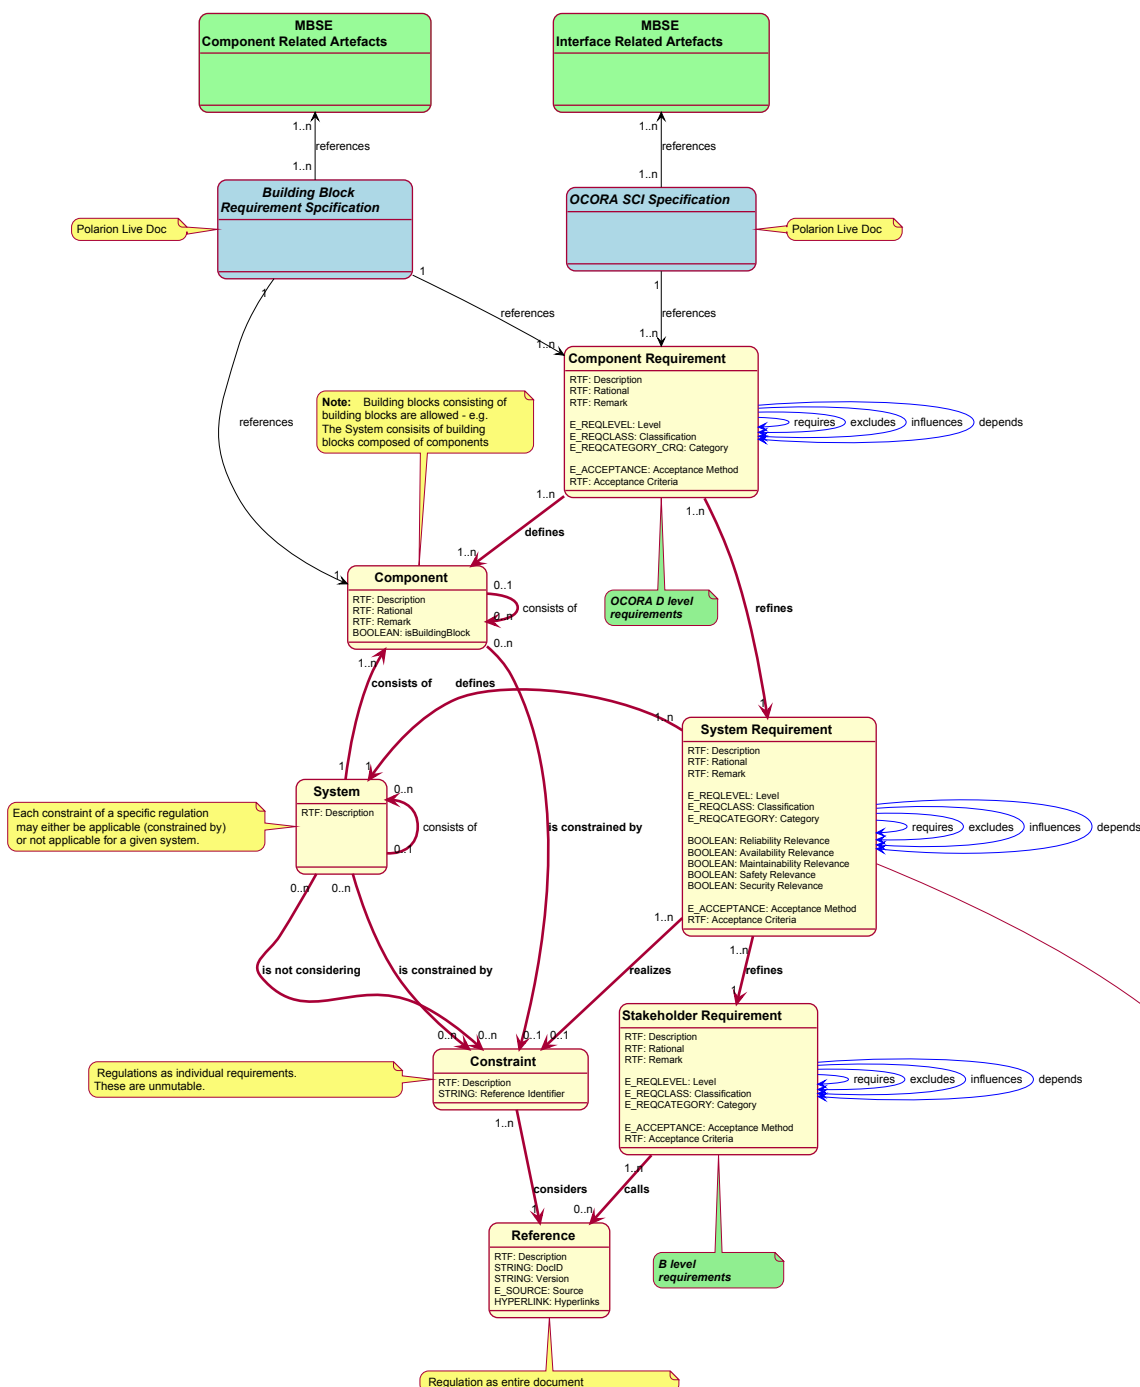 MBSE
Component Related Artefacts
MBSE
Interface Related Artefacts
1..n
references
1..n
1..n
references
1..n
Building Block
Requirement Spcification
OCORA SCI Specification
Polarion Live Doc
Polarion Live Doc
1
1
1
references
references
1..n
1..n
references
Component Requirement
RTF: Description
RTF: Rational
RTF: Remark
E_REQLEVEL: Level
E_REQCLASS: Classification
E_REQCATEGORY_CRQ: Category
E_ACCEPTANCE: Acceptance Method
RTF: Acceptance Criteria
requires
excludes
influences
depends
Note: Building blocks consisting of
building blocks are allowed - e.g.
The System consisits of building
blocks composed of components
1..n
defines
1..n
1..n
refines
1
OCORA D level
requirements
1
Component
RTF: Description
RTF: Rational
RTF: Remark
BOOLEAN: isBuildingBlock
0..1
consists of
0..n
0..n
1..n
consists of
1
defines
1..n
1
System Requirement
RTF: Description
RTF: Rational
RTF: Remark
E_REQLEVEL: Level
E_REQCLASS: Classification
E_REQCATEGORY: Category
BOOLEAN: Reliability Relevance
BOOLEAN: Availability Relevance
BOOLEAN: Maintainability Relevance
BOOLEAN: Safety Relevance
BOOLEAN: Security Relevance
E_ACCEPTANCE: Acceptance Method
RTF: Acceptance Criteria
requires
excludes
influences
depends
System
RTF: Description
0..n
consists of
0..1
Each constraint of a specific regulation
may either be applicable (constrained by)
or not applicable for a given system.
is constrained by
0..n
0..n
is not considering
is constrained by
1..n
realizes
1..n
refines
1
0..n
0..n
0..1
0..1
Stakeholder Requirement
RTF: Description
RTF: Rational
RTF: Remark
E_REQLEVEL: Level
E_REQCLASS: Classification
E_REQCATEGORY: Category
E_ACCEPTANCE: Acceptance Method
RTF: Acceptance Criteria
requires
excludes
influences
depends
Constraint
RTF: Description
STRING: Reference Identifier
Regulations as individual requirements.
These are unmutable.
1..n
considers
1
1..n
calls
0..n
Reference
RTF: Description
STRING: DocID
STRING: Version
E_SOURCE: Source
HYPERLINK: Hyperlinks
B level
requirements
Regulation as entire document